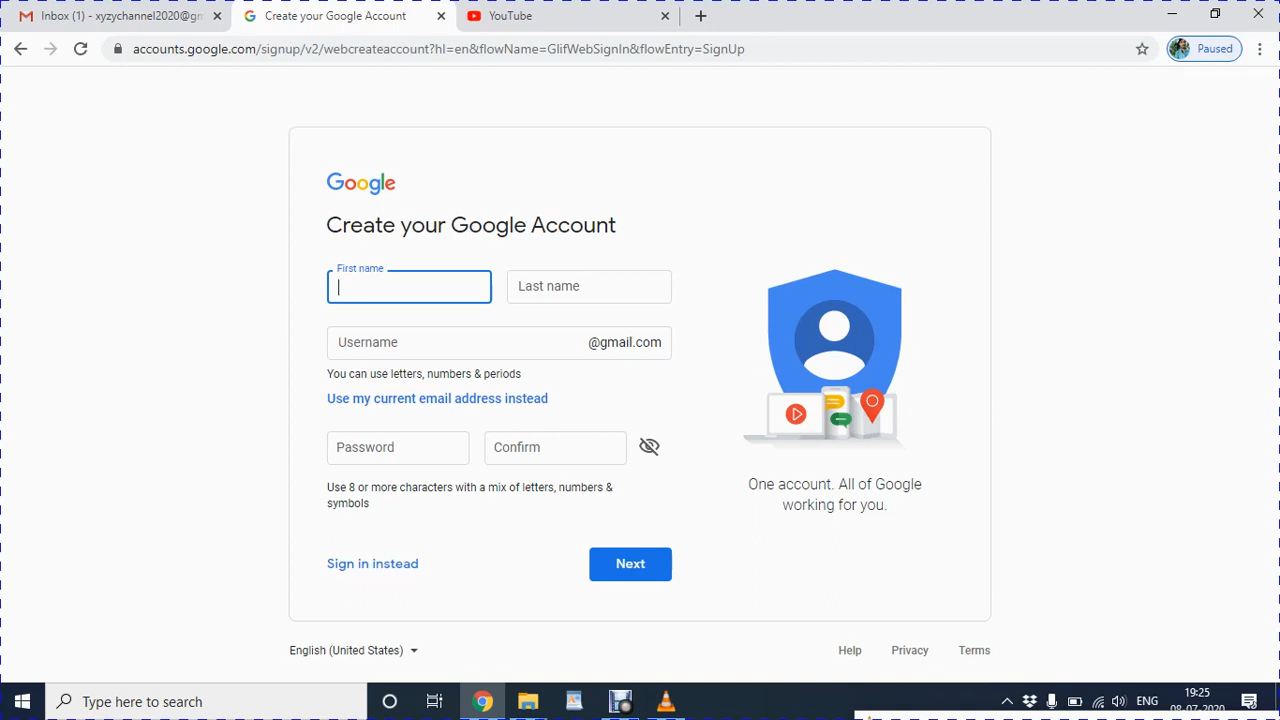 Inbox (1) - xyzychannel2020@gm
Create your Google Account
YouTube
accounts.google.com/signup/v2/webcreateaccount?hl=en&flowName=GlifWebSignIn&flowEntry=SignUp
Paused
Google
Create your Google Account
First name
Last name
Username
@gmail.com
You can use letters, numbers & periods
Use my current email address instead
Password
Confirm
Use 8 or more characters with a mix of letters, numbers &
symbols
One account. All of Google
working for you.
Sign in instead
Next
English (United States)
Help
Privacy
Terms
Type here to search
ENG
19:25
08-07-2020